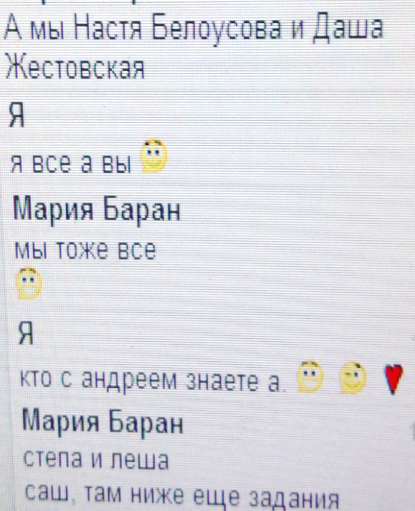 А мы Настя Белоусова и Даша
Жестовская
Я
я все а вы
Мария Баран
мы тоже все
Я
кто с андреем знаете а.
Мария Баран
степа и леша
саш, там ниже еще задания